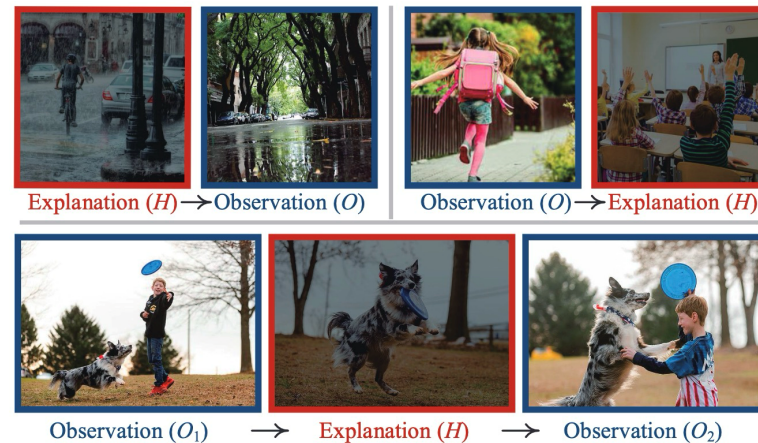 Explanation (H) → Observation (O)
Observation (O) → Explanation (H)
Observation (O₁) → Explanation (H) → Observation (O₂)